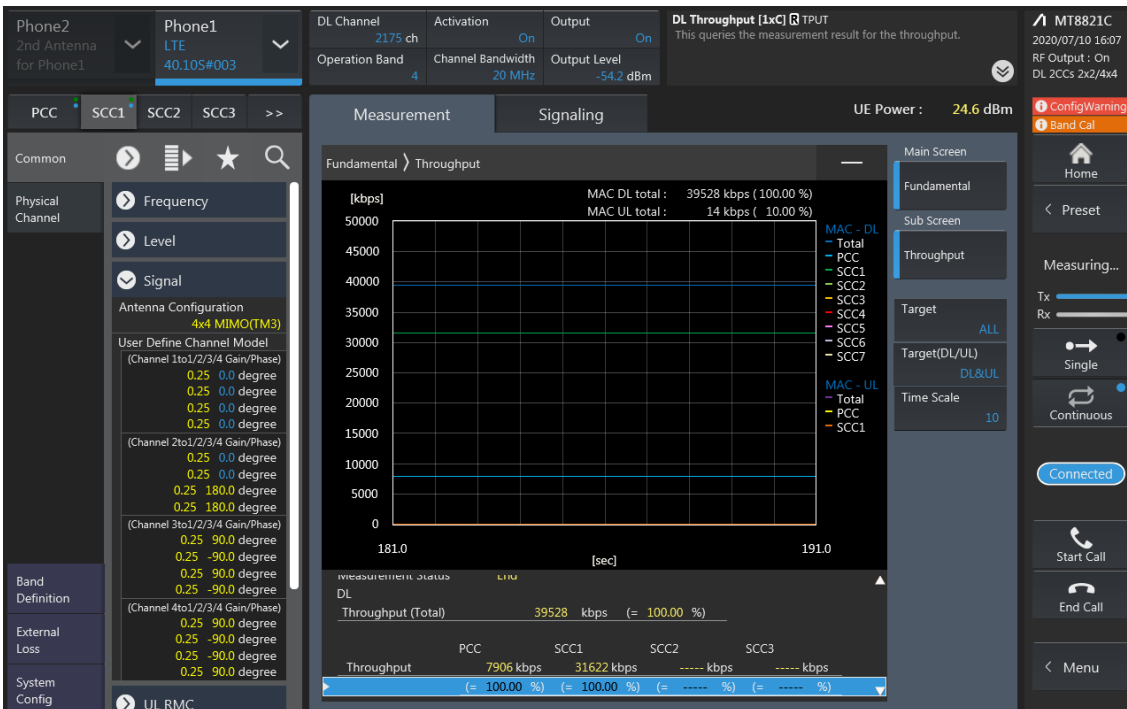 Phone2
2nd Antenna
for Phone1
Phone1
LTE
40.10S#003
DL Channel
2175 ch
Activation
On
Output
On
Operation Band
4
Channel Bandwidth
20 MHz
Output Level
-54.2 dBm
DL Throughput [1xC] R TPUT
This queries the measurement result for the throughput.
MT8821C
2020/07/10 16:07
RF Output : On
DL 2CCs 2x2/4x4
PCC SCC1 SCC2 SCC3 >>
Measurement Signaling
UE Power : 24.6 dBm
ConfigWarning
Band Cal
Common
Physical
Channel
Band
Definition
External
Loss
System
Config
Frequency
Level
Signal
Antenna Configuration
4x4 MIMO(TM3)
User Define Channel Model
(Channel 1to1/2/3/4 Gain/Phase)
0.25 0.0 degree
0.25 0.0 degree
0.25 0.0 degree
0.25 0.0 degree
(Channel 2to1/2/3/4 Gain/Phase)
0.25 0.0 degree
0.25 0.0 degree
0.25 180.0 degree
0.25 180.0 degree
(Channel 3to1/2/3/4 Gain/Phase)
0.25 90.0 degree
0.25 -90.0 degree
0.25 90.0 degree
0.25 -90.0 degree
(Channel 4to1/2/3/4 Gain/Phase)
0.25 90.0 degree
0.25 -90.0 degree
0.25 -90.0 degree
0.25 90.0 degree
UL RMC
Fundamental 〉 Throughput
[kbps]
MAC DL total : 39528 kbps ( 100.00 %)
MAC UL total : 14 kbps ( 10.00 %)
50000
45000
40000
35000
30000
25000
20000
15000
10000
5000
0
181.0
191.0
[sec]
MAC - DL
Total
PCC
SCC1
SCC2
SCC3
SCC4
SCC5
SCC6
SCC7
MAC - UL
Total
PCC
SCC1
Measurement Status End
DL
Throughput (Total) 39528 kbps (= 100.00 %)
PCC SCC1 SCC2 SCC3
Throughput 7906 kbps 31622 kbps ----- kbps ----- kbps
(= 100.00 %) (= 100.00 %) (= ----- %) (= ----- %)
Main Screen
Fundamental
Sub Screen
Throughput
Target
ALL
Target(DL/UL)
DL&UL
Time Scale
10
Home
< Preset
Measuring...
Tx
Rx
Single
Continuous
Connected
Start Call
End Call
< Menu